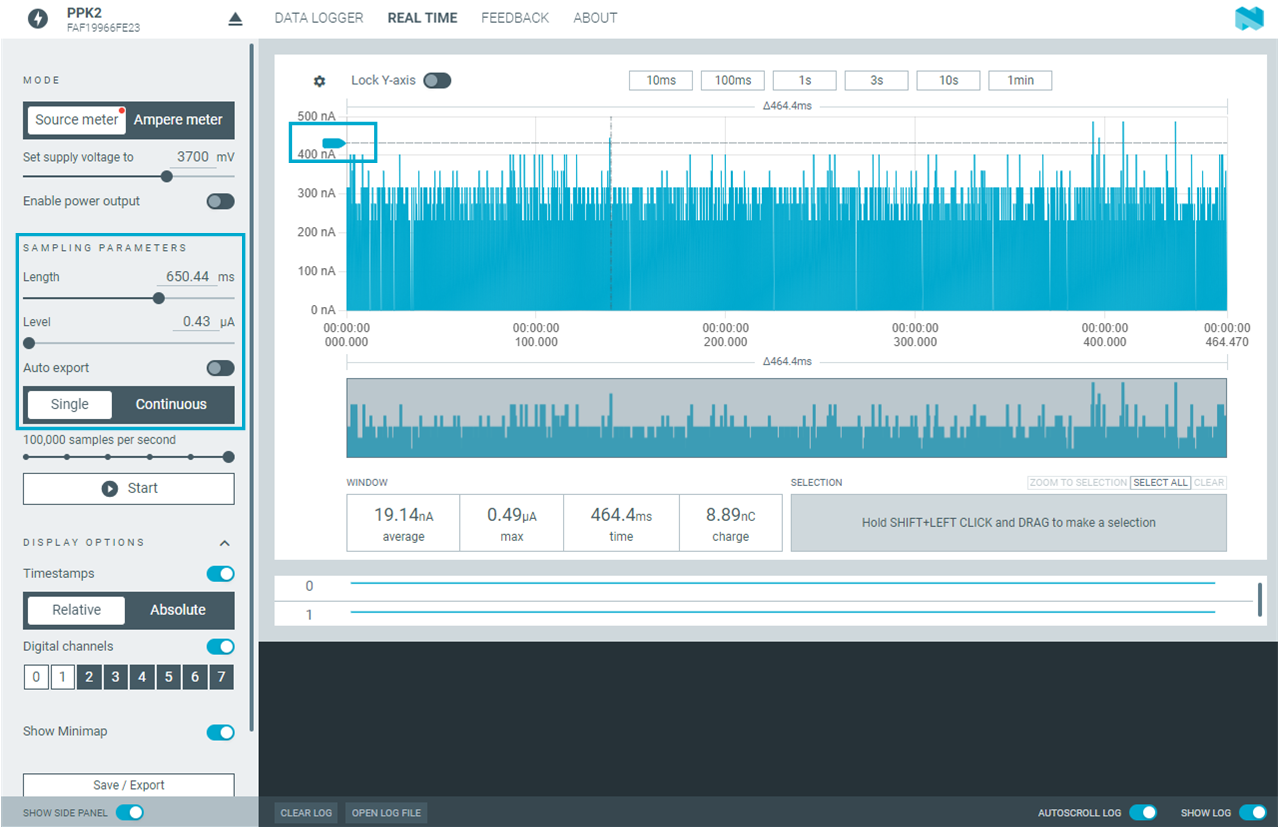 PPK2
FAF19966FE23
DATA LOGGER REAL TIME FEEDBACK ABOUT
MODE
Source meter Ampere meter
Set supply voltage to 3700 mV
Enable power output
SAMPLING PARAMETERS
Length 650.44 ms
Level 0.43 µA
Auto export
Single Continuous
100,000 samples per second
Start
DISPLAY OPTIONS
Timestamps
Relative Absolute
Digital channels
0 1 2 3 4 5 6 7
Show Minimap
Save / Export
SHOW SIDE PANEL
Lock Y-axis 10ms 100ms 1s 3s 10s 1min
Δ464.4ms
500 nA
400 nA
300 nA
200 nA
100 nA
0 nA
00:00:00 00:00:00 00:00:00 00:00:00 00:00:00 00:00:00
000.000 100.000 200.000 300.000 400.000 464.470
Δ464.4ms
WINDOW SELECTION ZOOM TO SELECTION SELECT ALL CLEAR
19.14nA 0.49µA 464.4ms 8.89nC
average max time charge
Hold SHIFT+LEFT CLICK and DRAG to make a selection
0
1
CLEAR LOG OPEN LOG FILE AUTOSCROLL LOG SHOW LOG